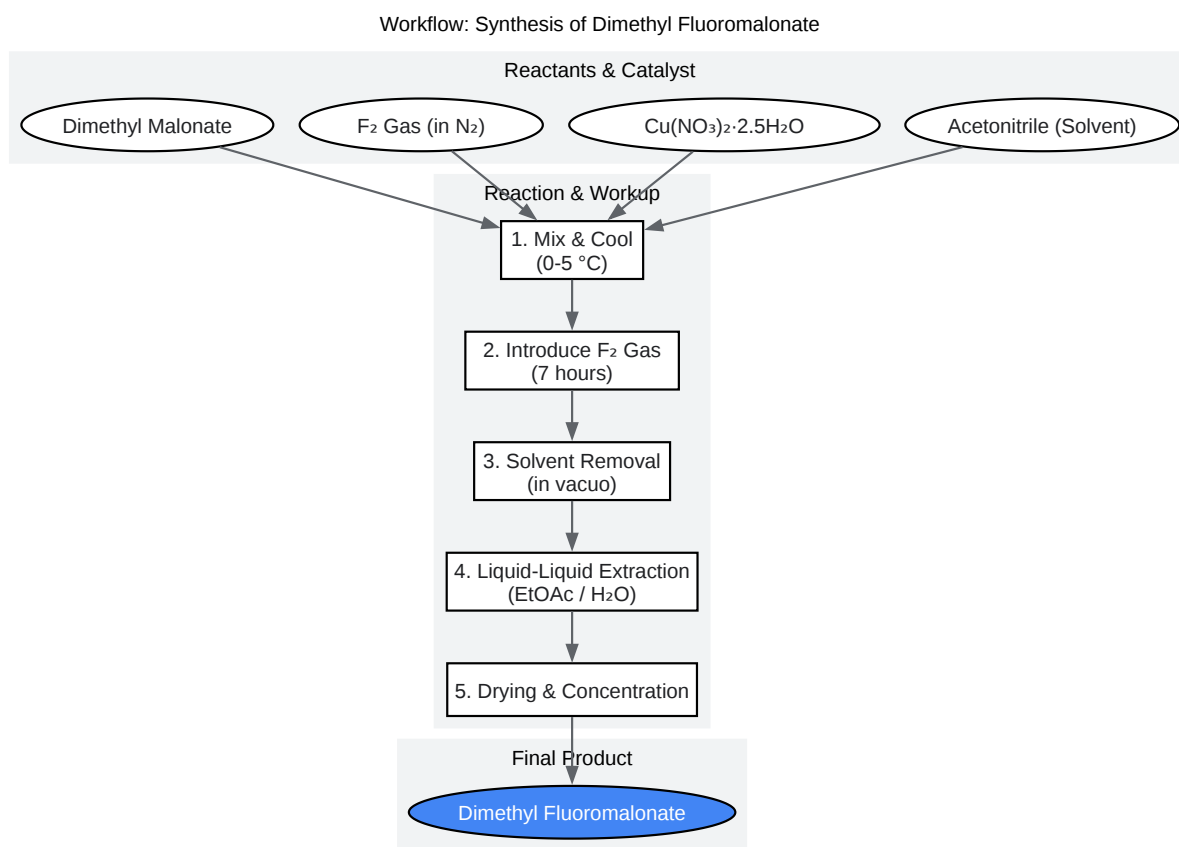 Workflow: Synthesis of Dimethyl Fluoromalonate
Reactants & Catalyst
Dimethyl Malonate
F₂ Gas (in N₂)
Cu(NO₃)₂·2.5H₂O
Acetonitrile (Solvent)
Reaction & Workup
1. Mix & Cool
(0-5 °C)
2. Introduce F₂ Gas
(7 hours)
3. Solvent Removal
(in vacuo)
4. Liquid-Liquid Extraction
(EtOAc / H₂O)
5. Drying & Concentration
Final Product
Dimethyl Fluoromalonate